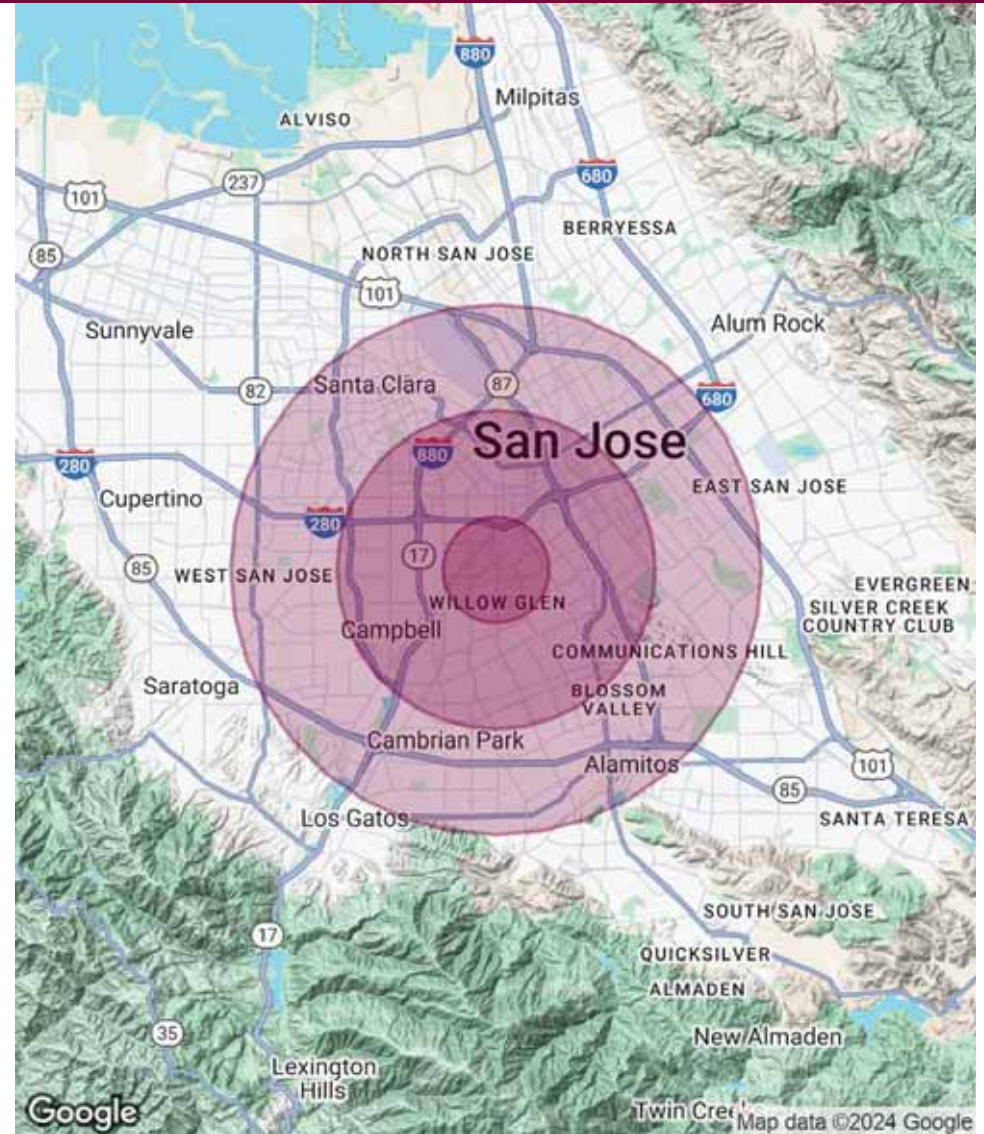 880
Milpitas
ALVISO
237
680
101
85
BERRYESSA
NORTH SAN JOSE
101
Sunnyvale
Alum Rock
82
Santa Clara
87
680
San Jose
880
280
Cupertino
EAST SAN JOSE
280
17
85
WEST SAN JOSE
EVERGREEN
WILLOW GLEN
SILVER CREEK
COUNTRY CLUB
Campbell
COMMUNICATIONS HILL
Saratoga
BLOSSOM
VALLEY
Cambrian Park
Alamitos
101
85
Los Gatos
SANTA TERESA
SOUTH SAN JOSE
17
QUICKSILVER
ALMADEN
35
New Almaden
Lexington
Hills
Google
Map data ©2024 Google